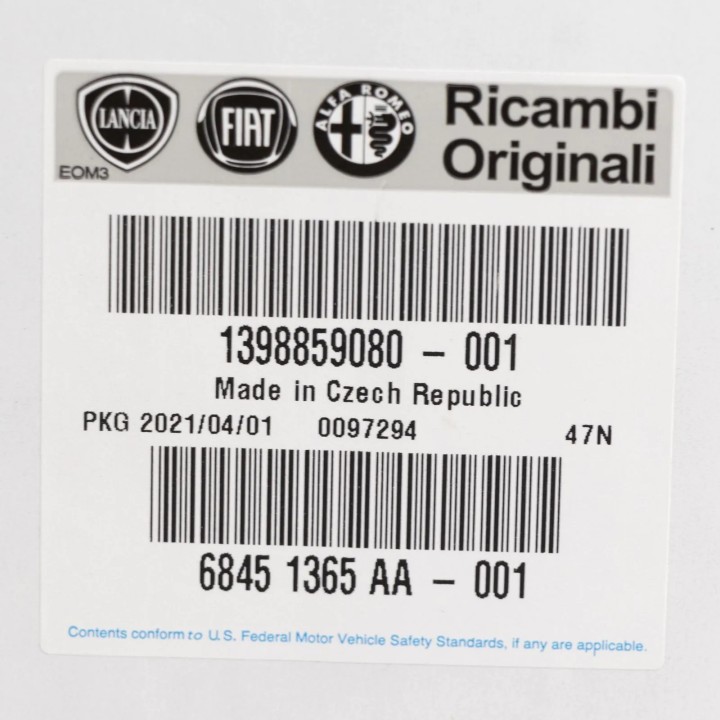 LANCIA FIAT ALFA ROMEO Ricambi
Originali
EOM3
1398859080 - 001
Made in Czech Republic
PKG 2021/04/01 0097294 47N
6845 1365 AA - 001
Contents conform to U.S. Federal Motor Vehicle Safety Standards, if any are applicable.